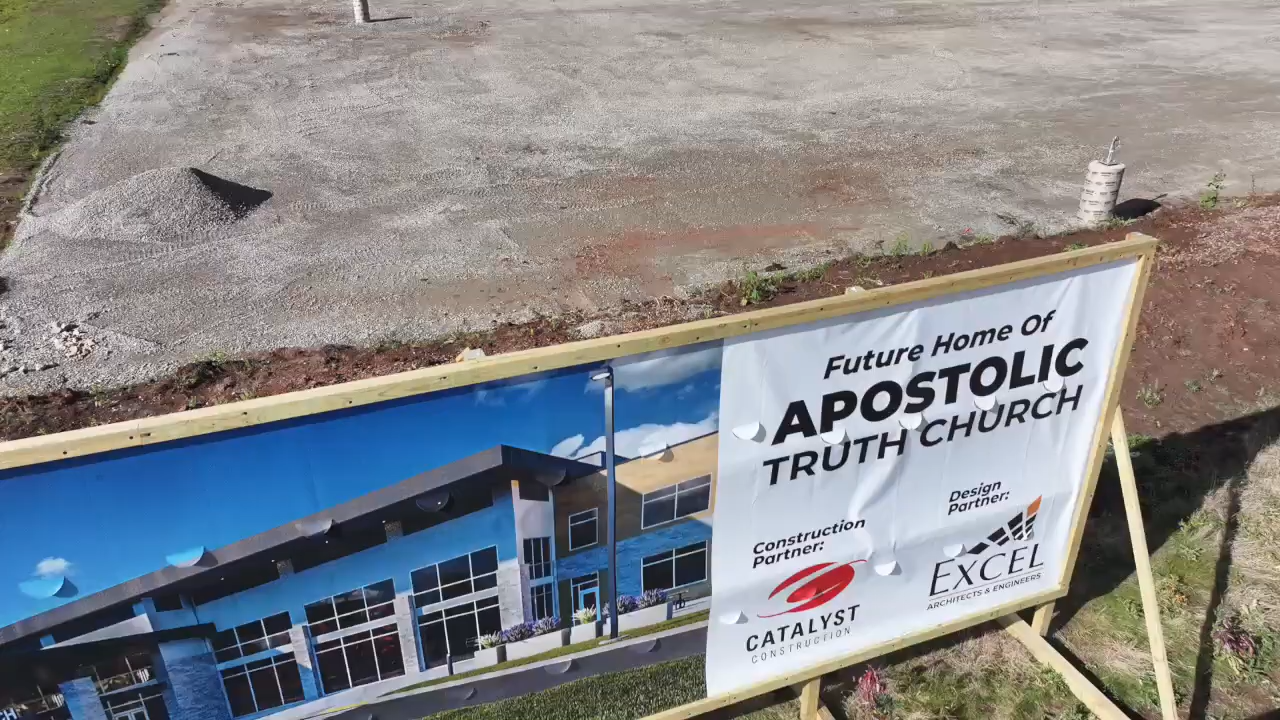 Future Home Of
APOSTOLIC
TRUTH CHURCH
Construction
Partner:
CATALYST
CONSTRUCTION
Design
Partner:
EXCEL
ARCHITECTS & ENGINEERS